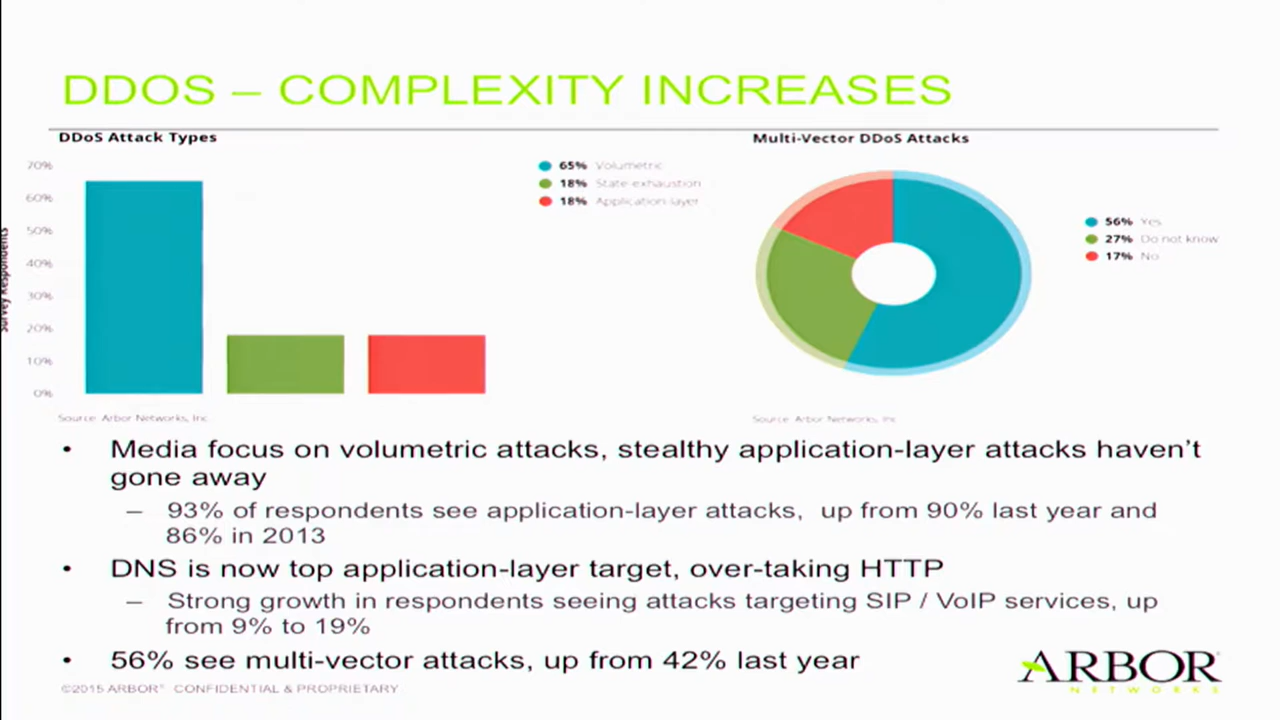 DDOS – COMPLEXITY INCREASES
DDoS Attack Types
70%
60%
50%
40%
30%
20%
10%
0%
Survey Respondents
65% Volumetric
18% State-exhaustion
18% Application-layer
Source: Arbor Networks, Inc.
Multi-Vector DDoS Attacks
56% Yes
27% Do not know
17% No
Source: Arbor Networks, Inc.
• Media focus on volumetric attacks, stealthy application-layer attacks haven't
gone away
– 93% of respondents see application-layer attacks, up from 90% last year and
86% in 2013
• DNS is now top application-layer target, over-taking HTTP
– Strong growth in respondents seeing attacks targeting SIP / VoIP services, up
from 9% to 19%
• 56% see multi-vector attacks, up from 42% last year
©2015 ARBOR® CONFIDENTIAL & PROPRIETARY
ARBOR®
NETWORKS